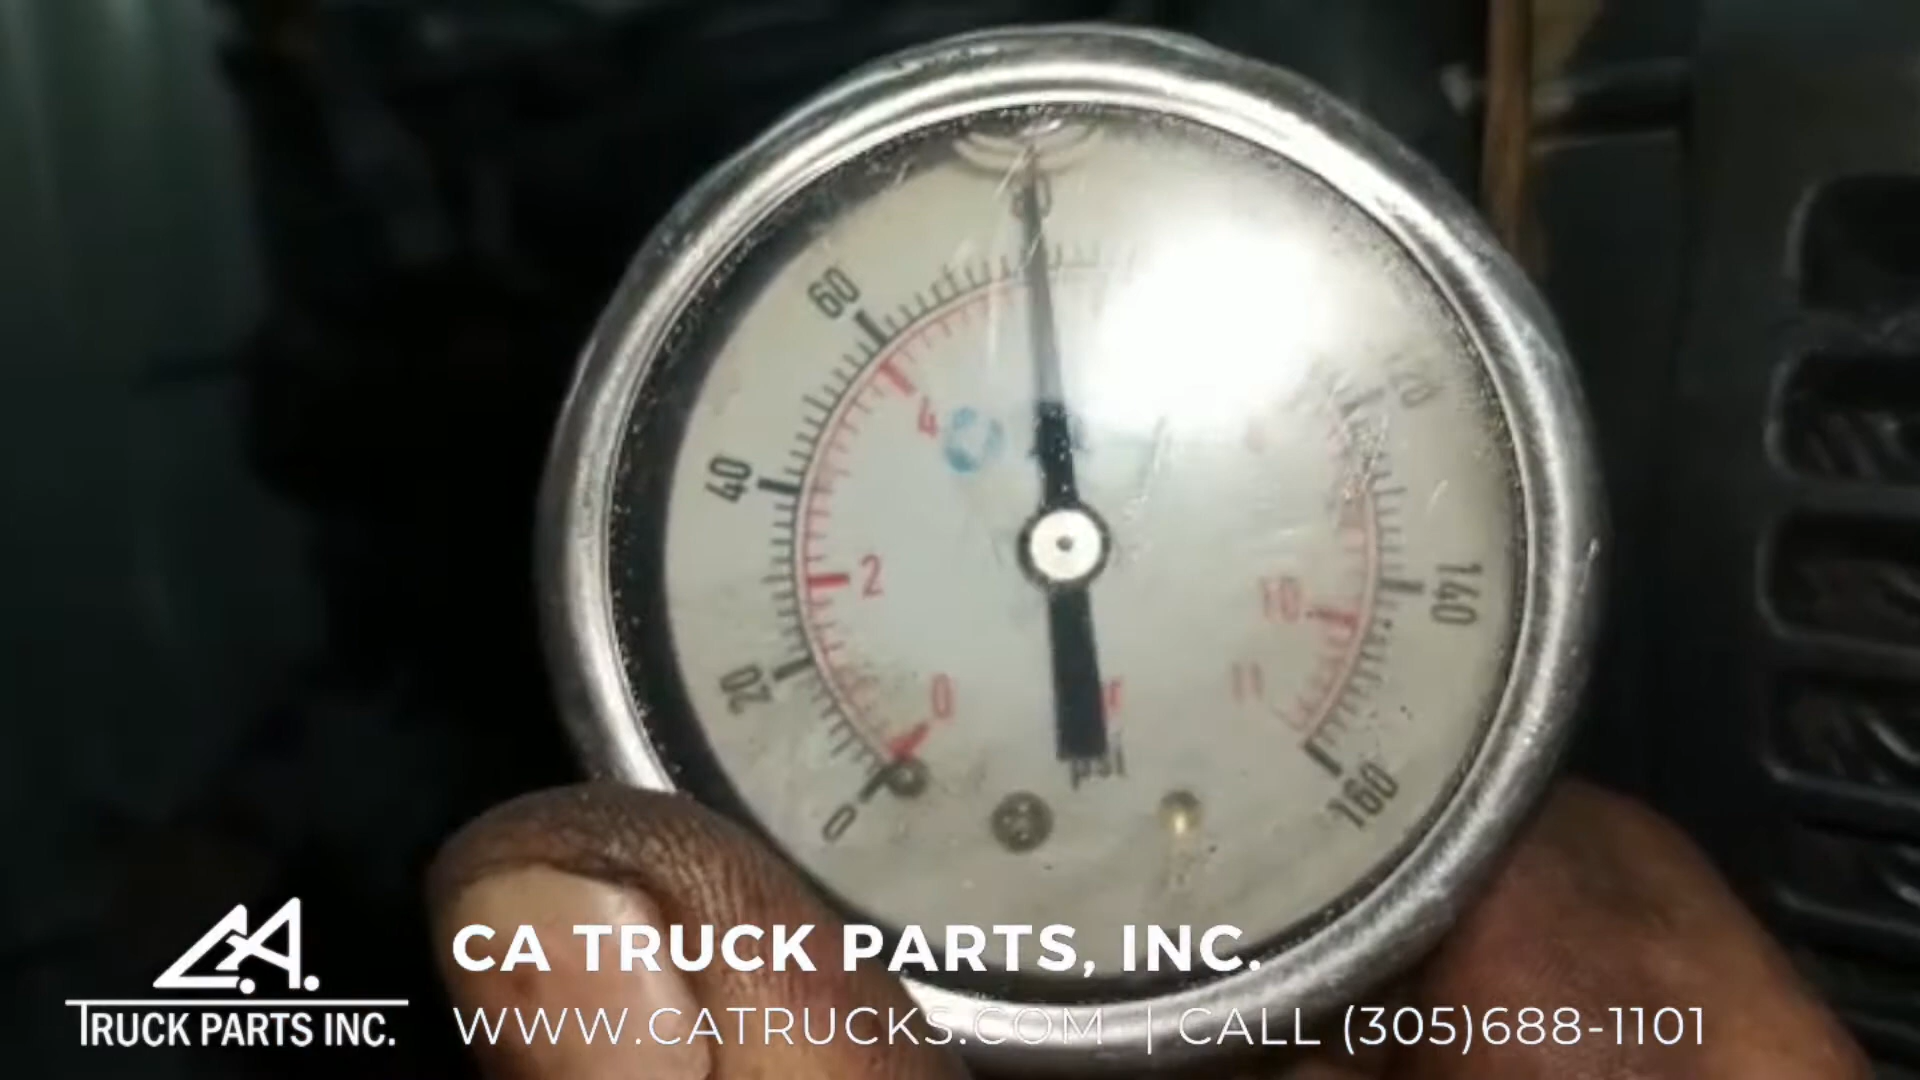 80
60
40
20
0
4
2
0
10
11
140
160
psi
C.A.
TRUCK PARTS INC.
CA TRUCK PARTS, INC.
WWW.CATRUCKS.COM | CALL (305)688-1101